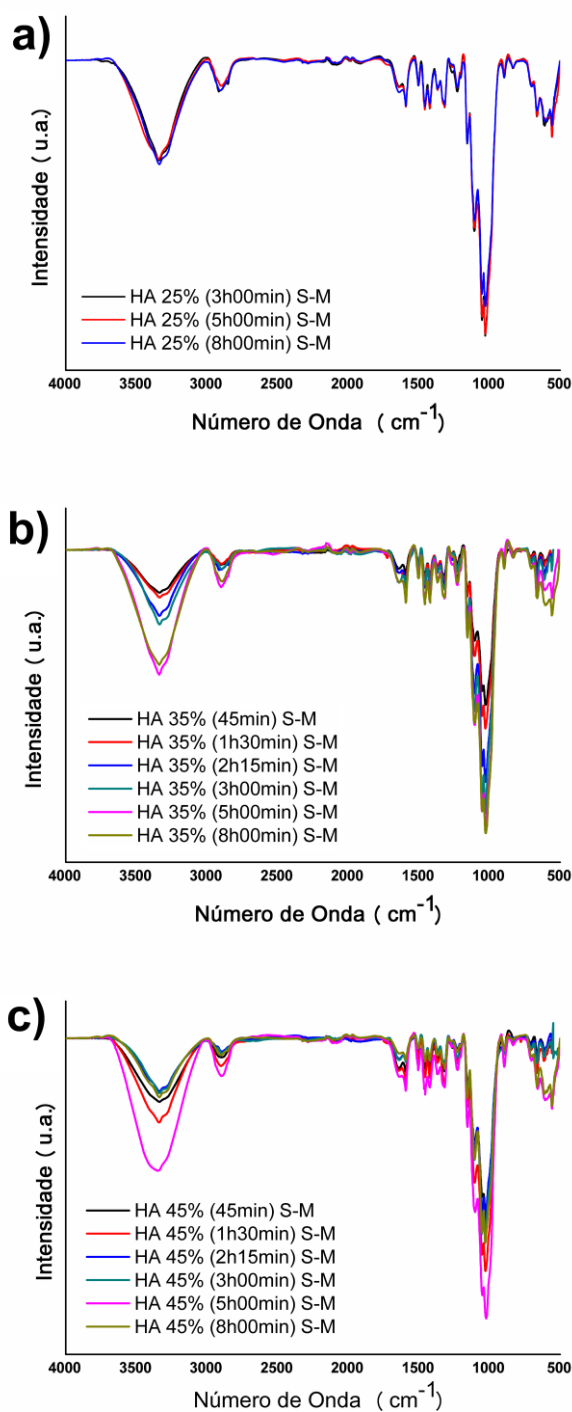 a)
Intensidade ( u.a.)
HA 25% (3h00min) S-M
HA 25% (5h00min) S-M
HA 25% (8h00min) S-M
4000 3500 3000 2500 2000 1500 1000 500
Número de Onda ( cm-1)
b)
Intensidade ( u.a.)
HA 35% (45min) S-M
HA 35% (1h30min) S-M
HA 35% (2h15min) S-M
HA 35% (3h00min) S-M
HA 35% (5h00min) S-M
HA 35% (8h00min) S-M
4000 3500 3000 2500 2000 1500 1000 500
Número de Onda ( cm-1)
c)
Intensidade ( u.a.)
HA 45% (45min) S-M
HA 45% (1h30min) S-M
HA 45% (2h15min) S-M
HA 45% (3h00min) S-M
HA 45% (5h00min) S-M
HA 45% (8h00min) S-M
4000 3500 3000 2500 2000 1500 1000 500
Número de Onda ( cm-1)